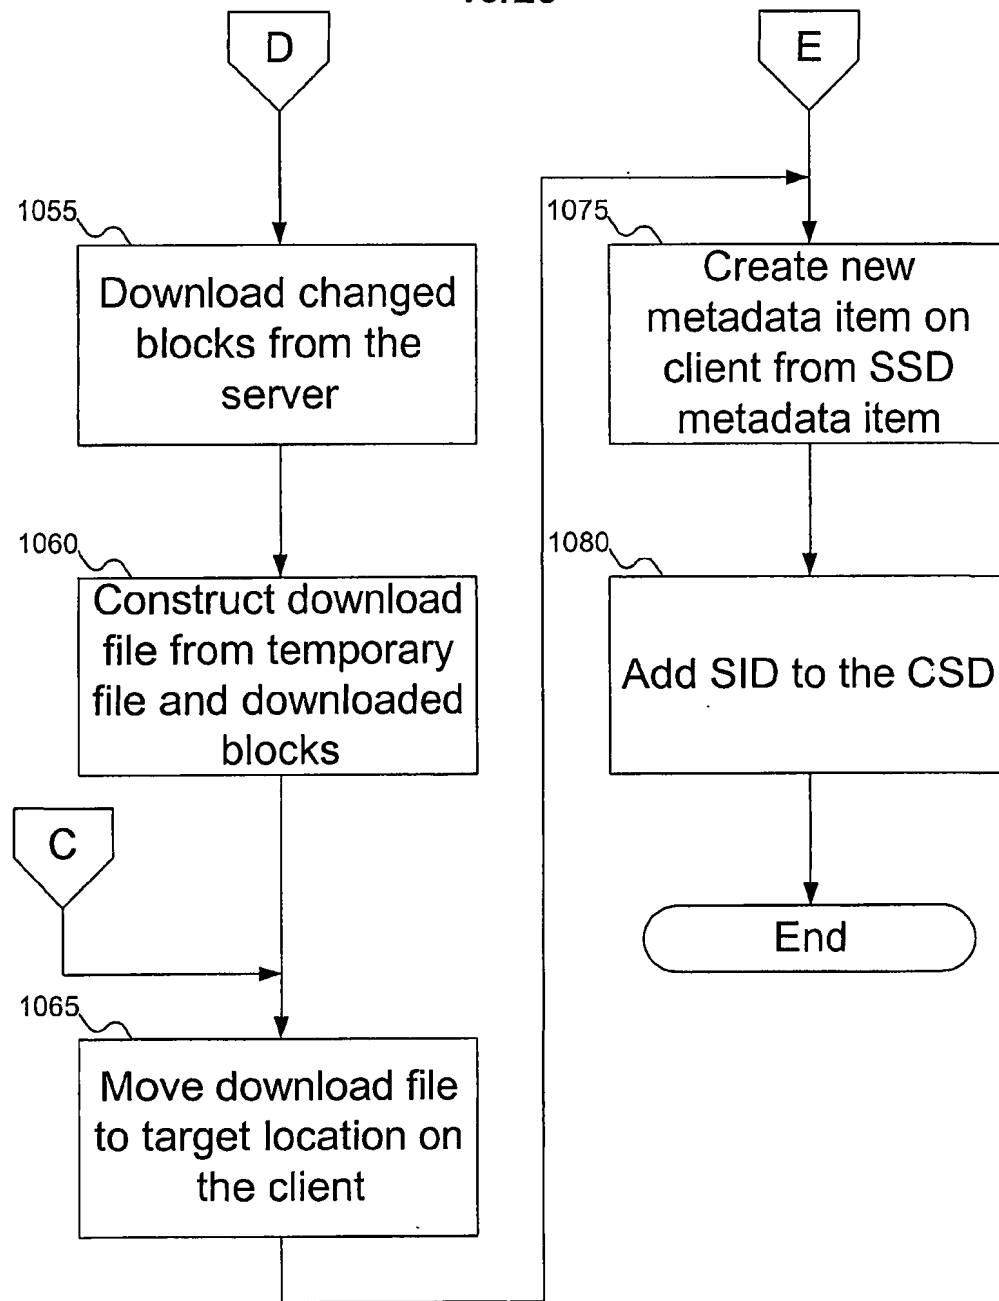 D
1055
Download changed
blocks from the
server
1060
Construct download
file from temporary
file and downloaded
blocks
C
1065
Move download file
to target location on
the client
E
1075
Create new
metadata item on
client from SSD
metadata item
1080
Add SID to the CSD
End